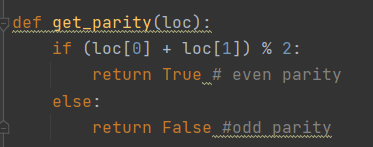 def get_parity(loc):
    if (loc[0] + loc[1]) % 2:
        return True # even parity
    else:
        return False #odd parity